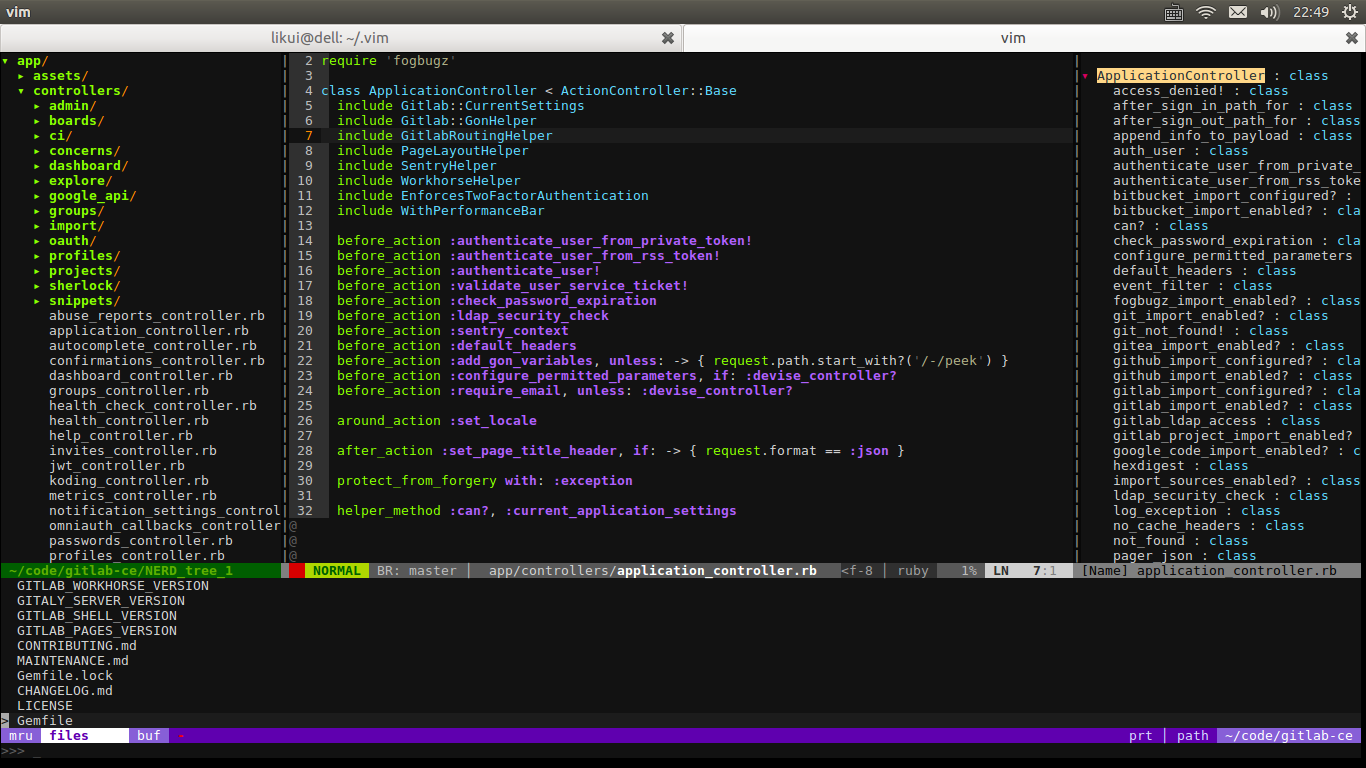 vim
22:49
likui@dell: ~/.vim
vim
▾ app/
▸ assets/
▾ controllers/
▸ admin/
▸ boards/
▸ ci/
▸ concerns/
▸ dashboard/
▸ explore/
▸ google_api/
▸ groups/
▸ import/
▸ oauth/
▸ profiles/
▸ projects/
▸ sherlock/
▸ snippets/
abuse_reports_controller.rb
application_controller.rb
autocomplete_controller.rb
confirmations_controller.rb
dashboard_controller.rb
groups_controller.rb
health_check_controller.rb
health_controller.rb
help_controller.rb
invites_controller.rb
jwt_controller.rb
koding_controller.rb
metrics_controller.rb
notification_settings_control
omniauth_callbacks_controller
passwords_controller.rb
profiles_controller.rb
2 require 'fogbugz'
3
4 class ApplicationController < ActionController::Base
5 include Gitlab::CurrentSettings
6 include Gitlab::GonHelper
7 include GitlabRoutingHelper
8 include PageLayoutHelper
9 include SentryHelper
10 include WorkhorseHelper
11 include EnforcesTwoFactorAuthentication
12 include WithPerformanceBar
13
14 before_action :authenticate_user_from_private_token!
15 before_action :authenticate_user_from_rss_token!
16 before_action :authenticate_user!
17 before_action :validate_user_service_ticket!
18 before_action :check_password_expiration
19 before_action :ldap_security_check
20 before_action :sentry_context
21 before_action :default_headers
22 before_action :add_gon_variables, unless: -> { request.path.start_with?('/-/peek') }
23 before_action :configure_permitted_parameters, if: :devise_controller?
24 before_action :require_email, unless: :devise_controller?
25
26 around_action :set_locale
27
28 after_action :set_page_title_header, if: -> { request.format == :json }
29
30 protect_from_forgery with: :exception
31
32 helper_method :can?, :current_application_settings
@
@
@
▾ ApplicationController : class
access_denied! : class
after_sign_in_path_for : class
after_sign_out_path_for : class
append_info_to_payload : class
auth_user : class
authenticate_user_from_private_
authenticate_user_from_rss_toke
bitbucket_import_configured? : c
bitbucket_import_enabled? : cla
can? : class
check_password_expiration : cla
configure_permitted_parameters
default_headers : class
event_filter : class
fogbugz_import_enabled? : class
git_import_enabled? : class
git_not_found! : class
gitea_import_enabled? : class
github_import_configured? : cla
github_import_enabled? : class
gitlab_import_configured? : cla
gitlab_import_enabled? : class
gitlab_ldap_access : class
gitlab_project_import_enabled?
google_code_import_enabled? : c
hexdigest : class
import_sources_enabled? : class
ldap_security_check : class
log_exception : class
no_cache_headers : class
not_found : class
pager_json : class
~/code/gitlab-ce/NERD_tree_1
NORMAL BR: master | app/controllers/application_controller.rb <f-8 | ruby 1% LN 7:1
[Name] application_controller.rb
GITLAB_WORKHORSE_VERSION
GITALY_SERVER_VERSION
GITLAB_SHELL_VERSION
GITLAB_PAGES_VERSION
CONTRIBUTING.md
MAINTENANCE.md
Gemfile.lock
CHANGELOG.md
LICENSE
> Gemfile
mru files buf - prt | path ~/code/gitlab-ce
>>> _